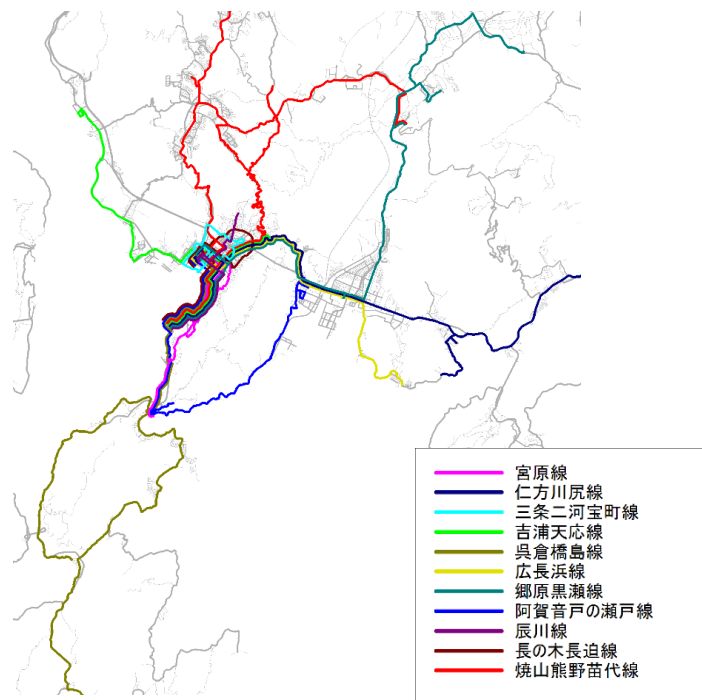 宮原線
仁方川尻線
三条二河宝町線
吉浦天応線
呉倉橋島線
広長浜線
郷原黒瀬線
阿賀音戸の瀬戸線
辰川線
長の木長迫線
焼山熊野苗代線